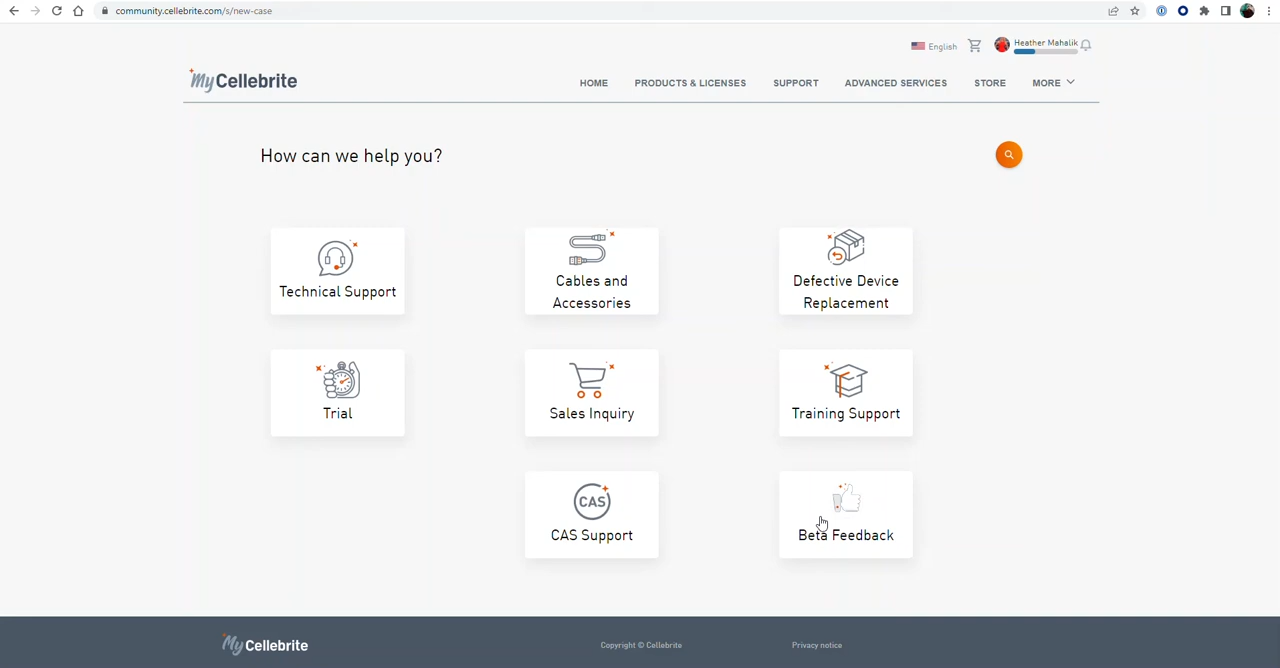 community.cellebrite.com/s/new-case
English
Heather Mahalik
MyCellebrite
HOME
PRODUCTS & LICENSES
SUPPORT
ADVANCED SERVICES
STORE
MORE
How can we help you?
Technical Support
Cables and
Accessories
Defective Device
Replacement
Trial
Sales Inquiry
Training Support
CAS
CAS Support
Beta Feedback
MyCellebrite
Copyright © Cellebrite
Privacy notice